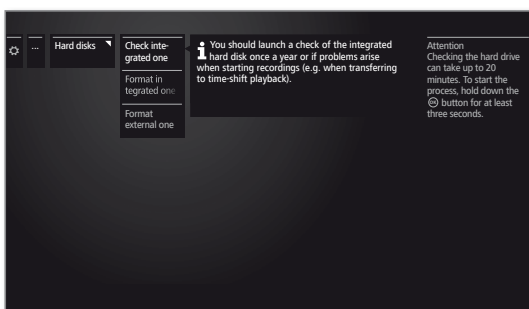 ...
Hard disks
Check inte-
grated one
Format in
tegrated one
Format
external one
i You should launch a check of the integrated
hard disk once a year or if problems arise
when starting recordings (e.g. when transferring
to time-shift playback).
Attention
Checking the hard drive
can take up to 20
minutes. To start the
process, hold down the
OK button for at least
three seconds.